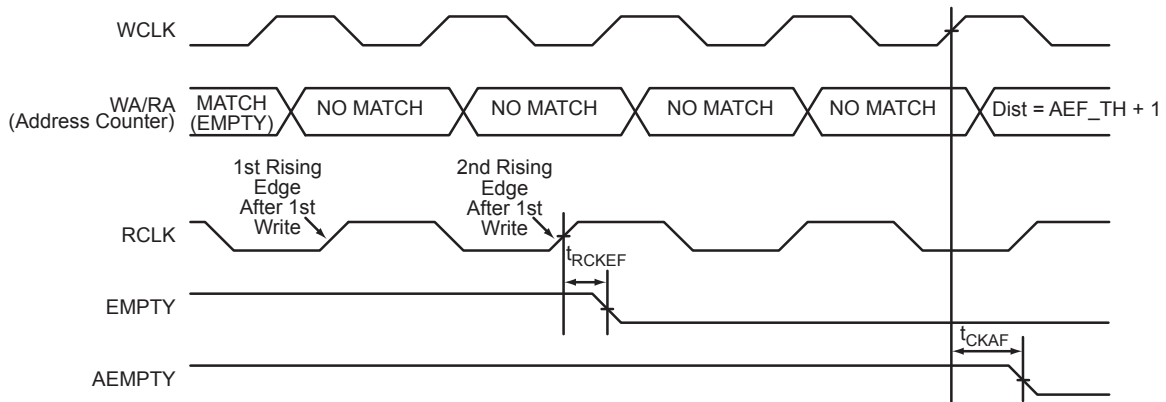 WCLK
WA/RA
(Address Counter)
MATCH
(EMPTY)
NO MATCH
NO MATCH
NO MATCH
NO MATCH
Dist = AEF_TH + 1
1st Rising
Edge
After 1st
Write
2nd Rising
Edge
After 1st
Write
RCLK
tRCKEF
EMPTY
tCKAF
AEMPTY